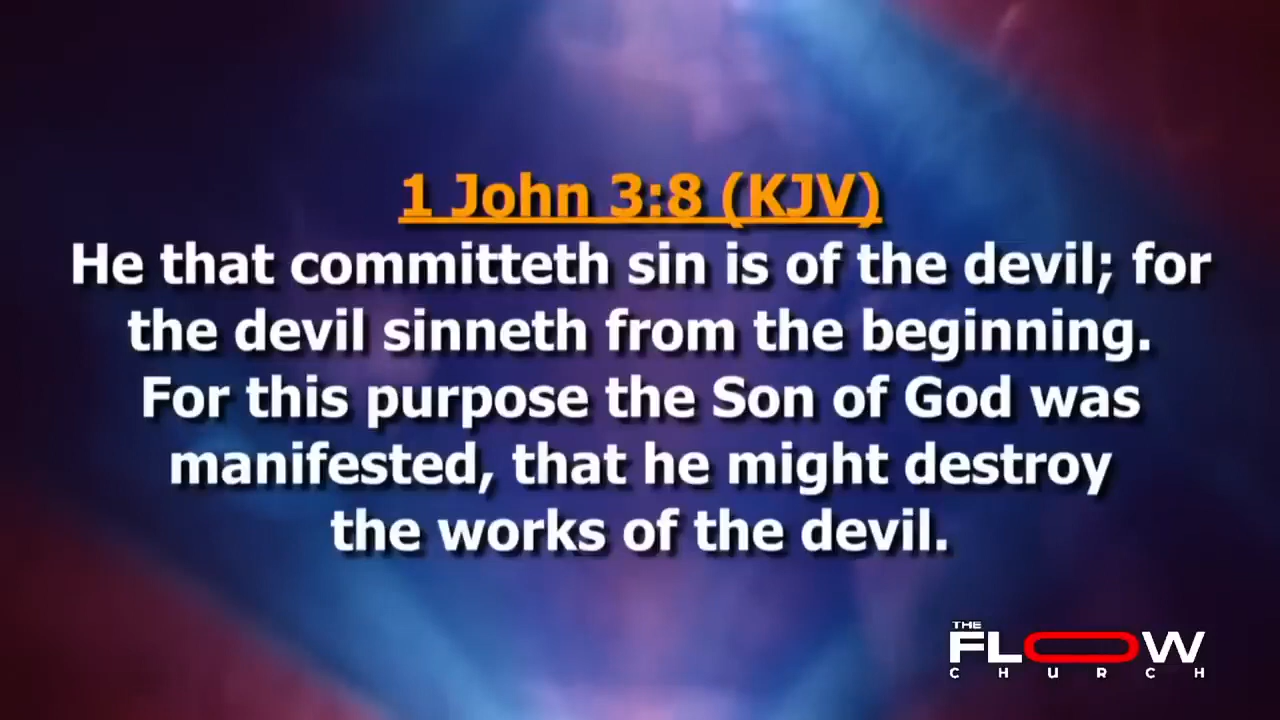 1 John 3:8 (KJV)
He that committeth sin is of the devil; for
the devil sinneth from the beginning.
For this purpose the Son of God was
manifested, that he might destroy
the works of the devil.
THE
FLOW
CHURCH